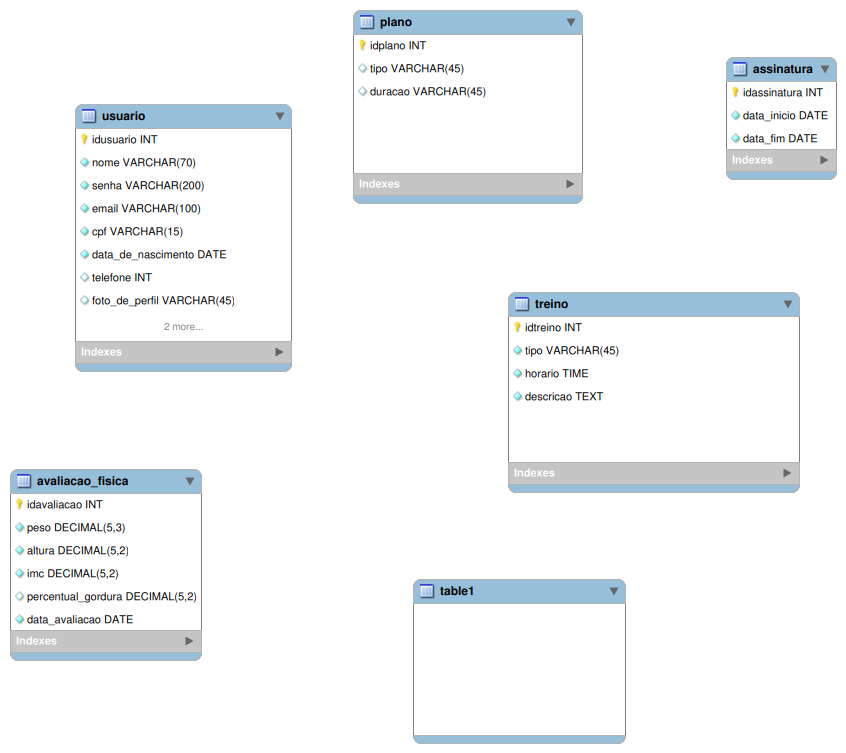 plano
idplano INT
tipo VARCHAR(45)
duracao VARCHAR(45)
Indexes
assinatura
idassinatura INT
data_inicio DATE
data_fim DATE
Indexes
usuario
idusuario INT
nome VARCHAR(70)
senha VARCHAR(200)
email VARCHAR(100)
cpf VARCHAR(15)
data_de_nascimento DATE
telefone INT
foto_de_perfil VARCHAR(45)
2 more...
Indexes
treino
idtreino INT
tipo VARCHAR(45)
horario TIME
descricao TEXT
Indexes
avaliacao_fisica
idavaliacao INT
peso DECIMAL(5,3)
altura DECIMAL(5,2)
imc DECIMAL(5,2)
percentual_gordura DECIMAL(5,2)
data_avaliacao DATE
Indexes
table1